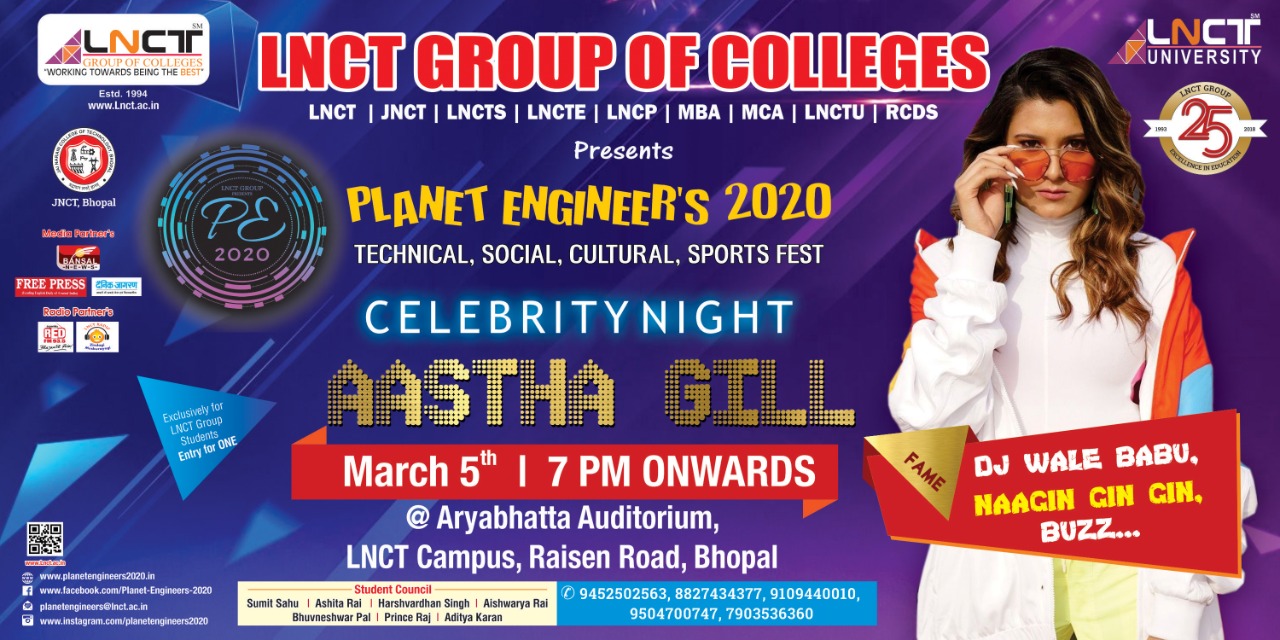 LNCT SM
GROUP OF COLLEGES
"WORKING TOWARDS BEING THE BEST"
Estd. 1994
www.Lnct.ac.in
LNCT GROUP OF COLLEGES
LNCT | JNCT | LNCTS | LNCTE | LNCP | MBA | MCA | LNCTU | RCDS
Presents
LNCT SM
UNIVERSITY
LNCT GROUP
25
2018
EXCELLENCE IN EDUCATION
JNCT, Bhopal
LNCT GROUP
PE
2020
PLANET ENGINEER'S 2020
TECHNICAL, SOCIAL, CULTURAL, SPORTS FEST
Media Partner's
BANSAL
N-E-W-S
FREE PRESS
दैनिक जागरण
Radio Partner's
RED
FM 93.5
CELEBRITY NIGHT
AASTHA GILL
Exclusively for
LNCT Group
Students
Entry for ONE
March 5th | 7 PM ONWARDS
@ Aryabhatta Auditorium,
LNCT Campus, Raisen Road, Bhopal
FAME
DJ WALE BABU,
NAAGIN GIN GIN,
BUZZ...
www.lnct.ac.in
www.planetengineers2020.in
www.facebook.com/Planet-Engineers-2020
planetengineers@lnct.ac.in
www.instagram.com/planetengineers2020
Student Council
Sumit Sahu | Ashita Rai | Harshvardhan Singh | Aishwarya Rai
Bhuvneshwar Pal | Prince Raj | Aditya Karan
9452502563, 8827434377, 9109440010,
9504700747, 7903536360